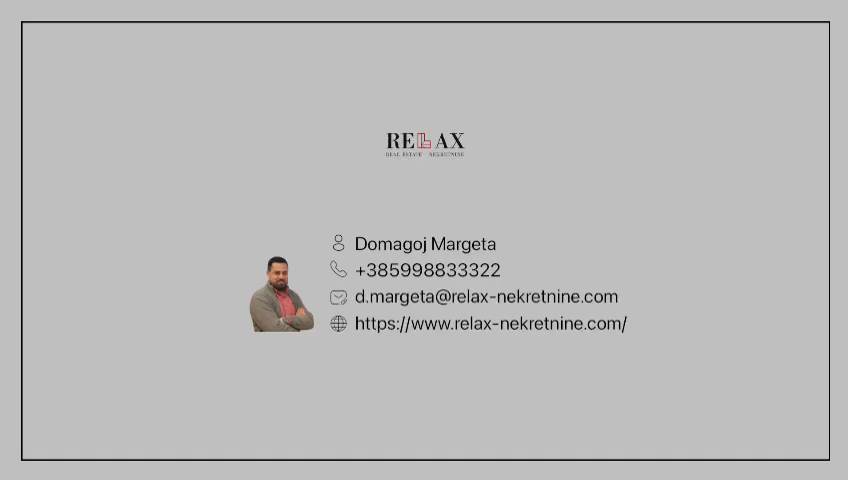 RELAX
REAL ESTATE NEKRETNINE
Domagoj Margeta
+385998833322
d.margeta@relax-nekretnine.com
https://www.relax-nekretnine.com/